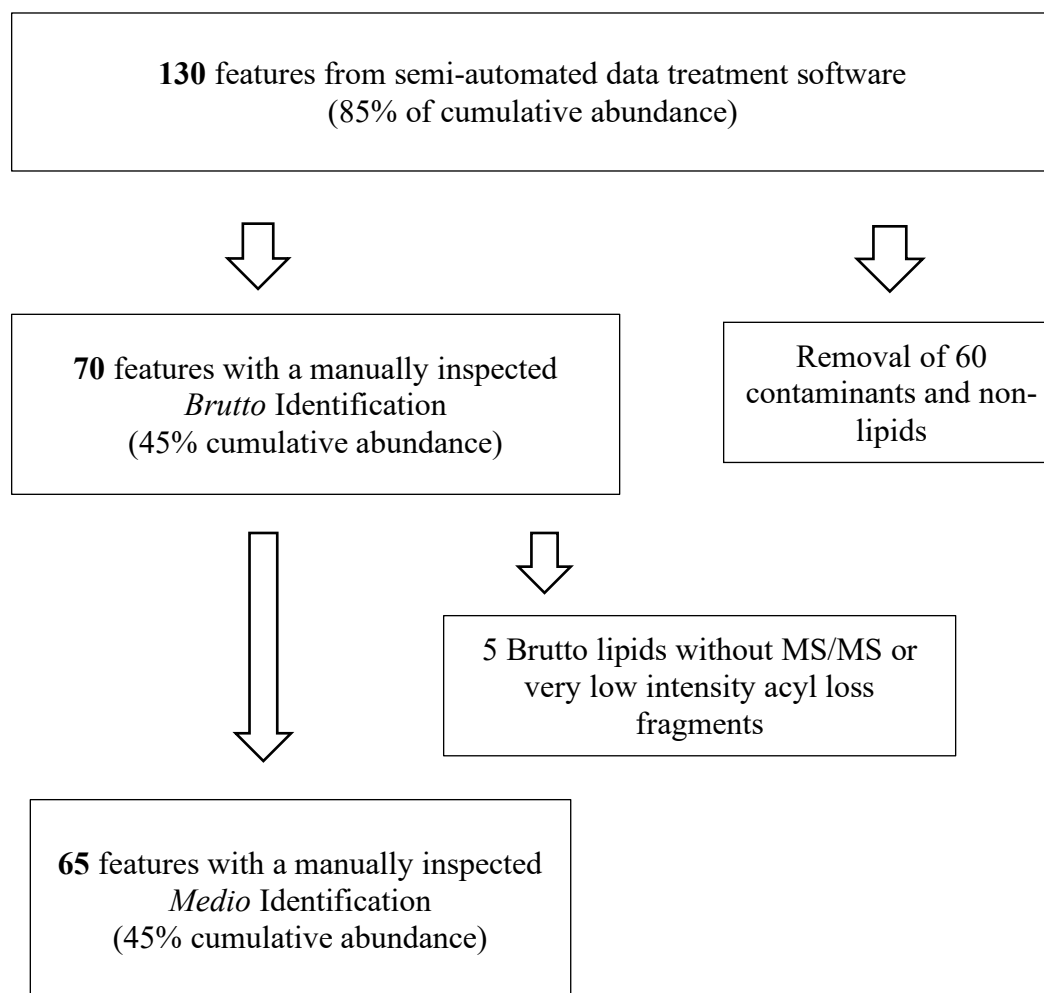 130 features from semi-automated data treatment software
(85% of cumulative abundance)
70 features with a manually inspected
Brutto Identification
(45% cumulative abundance)
Removal of 60
contaminants and non-
lipids
5 Brutto lipids without MS/MS or
very low intensity acyl loss
fragments
65 features with a manually inspected
Medio Identification
(45% cumulative abundance)